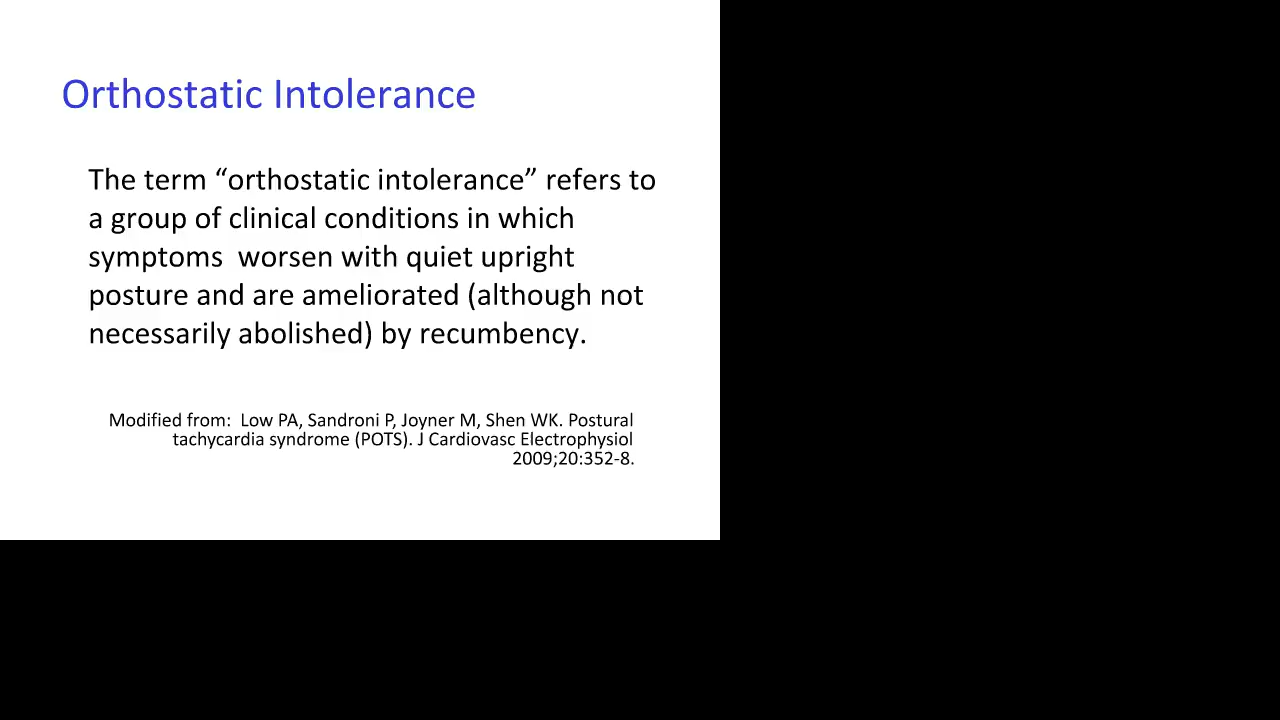 Orthostatic Intolerance
The term “orthostatic intolerance” refers to
a group of clinical conditions in which
symptoms  worsen with quiet upright
posture and are ameliorated (although not
necessarily abolished) by recumbency.
Modified from:  Low PA, Sandroni P, Joyner M, Shen WK. Postural
tachycardia syndrome (POTS). J Cardiovasc Electrophysiol
2009;20:352-8.